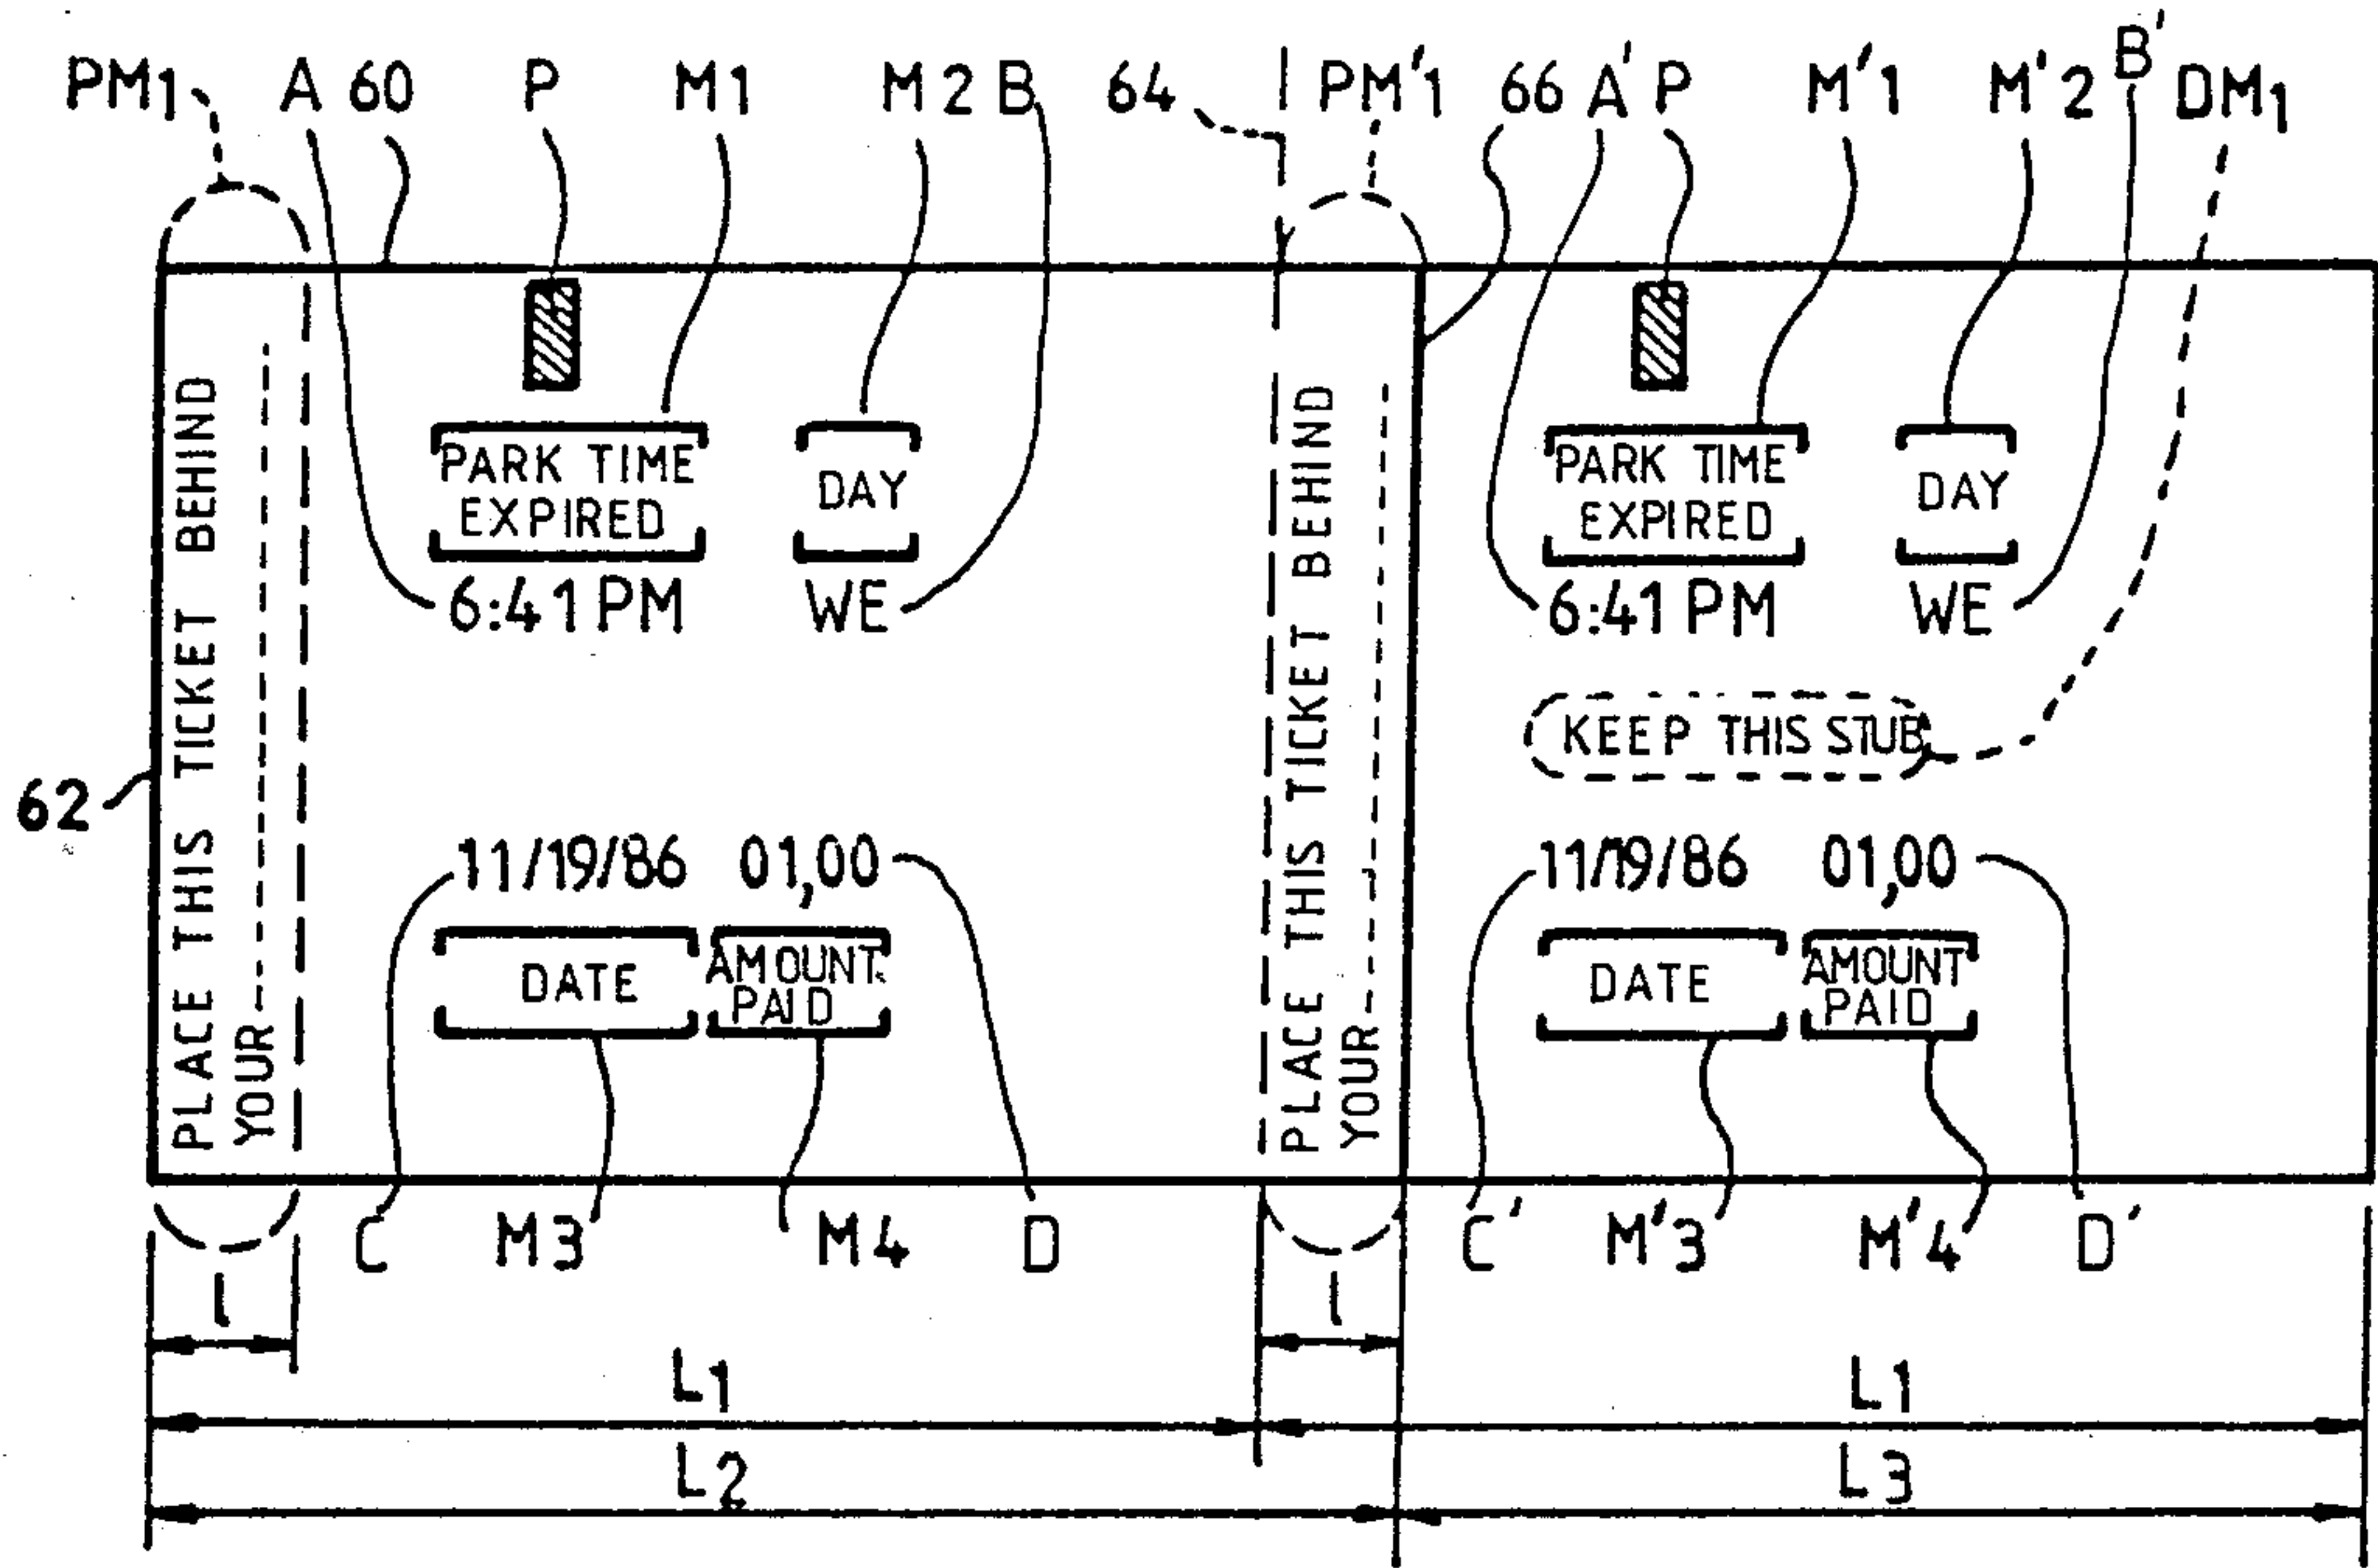 PM1 A 60 P M1 M2 B 64 PM'1 66 A' P M'1 M'2 B' DM1
PLACE THIS TICKET BEHIND
YOUR
PARK TIME
EXPIRED
DAY
6:41 PM WE
11/19/86 01,00
DATE
AMOUNT
PAID
PLACE THIS TICKET BEHIND
YOUR
PARK TIME
EXPIRED
DAY
6:41 PM WE
KEEP THIS STUB
11/19/86 01,00
DATE
AMOUNT
PAID
62
C M3 M4 D C' M'3 M'4 D'
l l
L1 L1
L2 L3